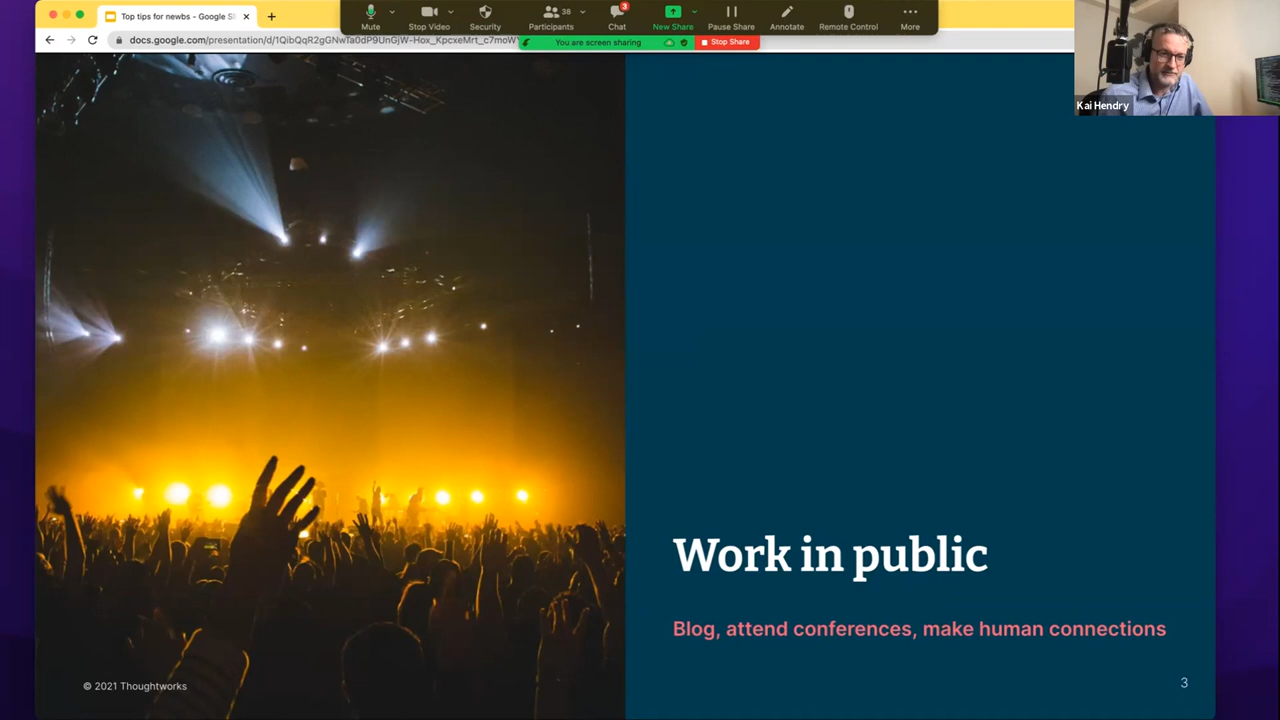 Top tips for newbs - Google Sl
docs.google.com/presentation/d/1QibQqR2gGNwTa0dP9UnGjW-Hox_KpcxeMrt_c7moW
Mute
Stop Video
Security
Participants
38
Chat
3
New Share
Pause Share
Annotate
Remote Control
More
You are screen sharing
Stop Share
Kai Hendry
Work in public
Blog, attend conferences, make human connections
© 2021 Thoughtworks
3